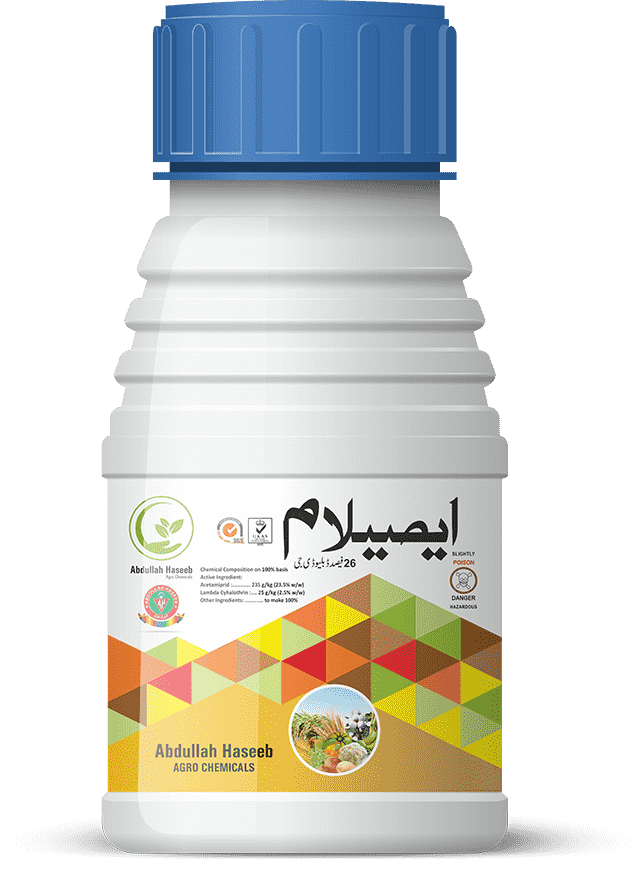 ایصیلام
26 فیصد ڈبلیو ڈی جی
SGS
UKAS
Abdullah Haseeb
Agro Chemicals
Chemical Composition on 100% basis
Active Ingredient:
Acetamiprid :............ 235 g/kg (23.5% w/w)
Lambda Cyhalothrin :.... 25 g/kg (2.5% w/w)
Other Ingredients: ............ to make 100%
SLIGHTLY
POISON
DANGER
HAZARDOUS
Abdullah Haseeb
AGRO CHEMICALS